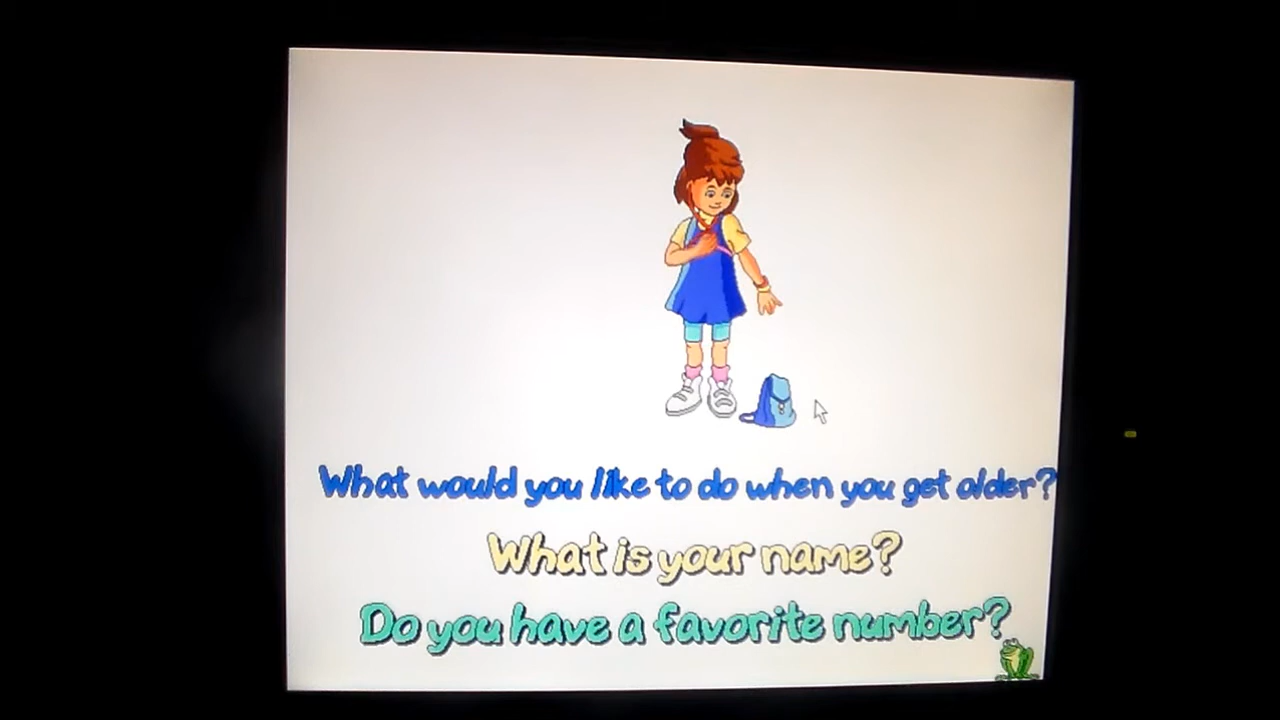 What would you like to do when you get older?
What is your name?
Do you have a favorite number?